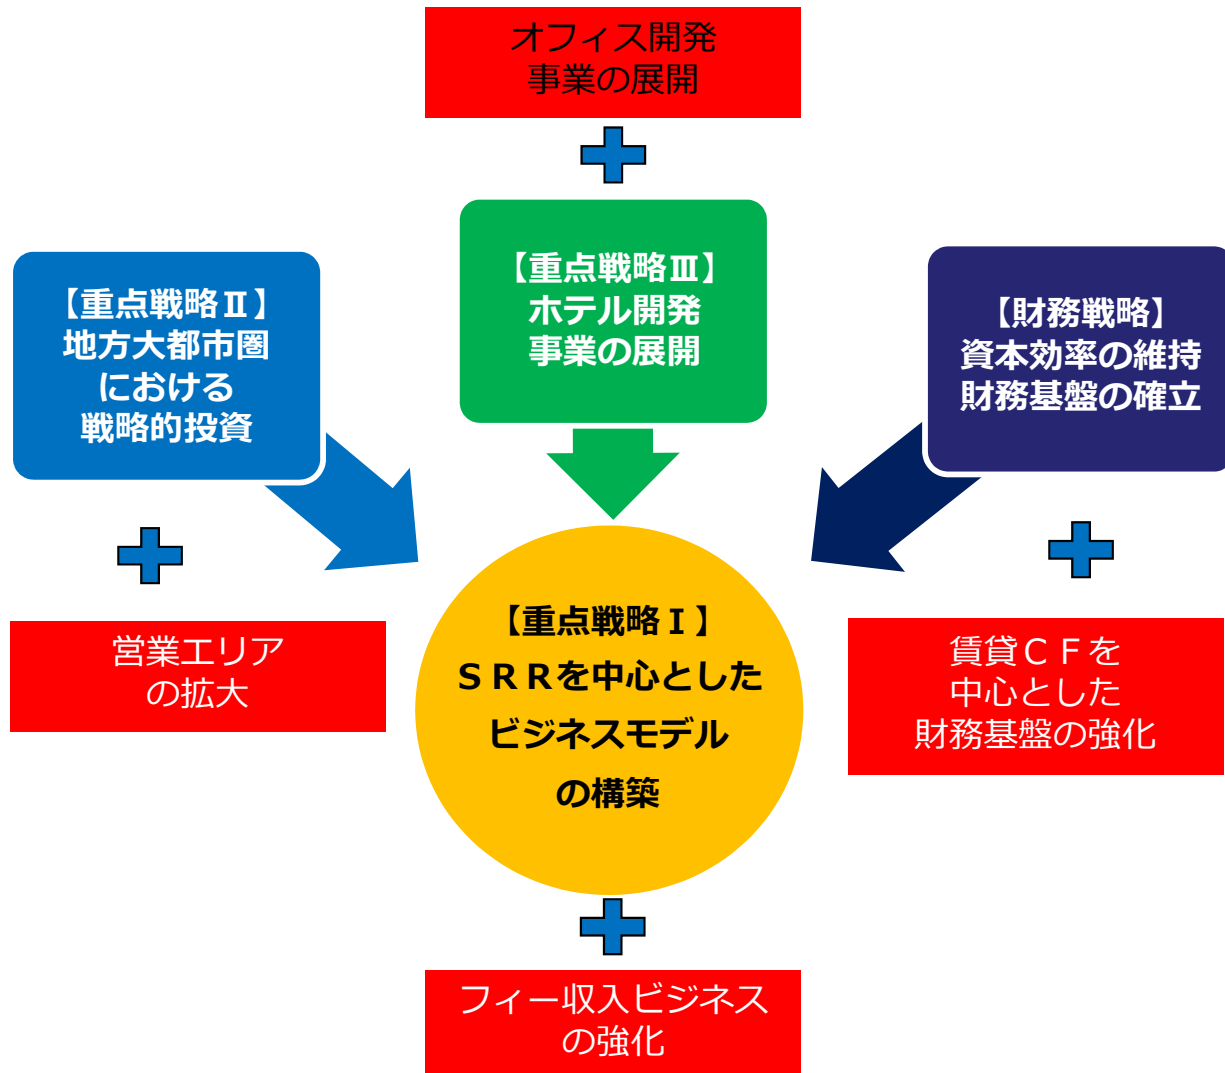 オフィス開発
事業の展開
【重点戦略Ⅲ】
ホテル開発
事業の展開
【重点戦略Ⅱ】
地方大都市圏
における
戦略的投資
【財務戦略】
資本効率の維持
財務基盤の確立
営業エリア
の拡大
【重点戦略Ⅰ】
ＳＲＲを中心とした
ビジネスモデル
の構築
賃貸ＣＦを
中心とした
財務基盤の強化
フィー収入ビジネス
の強化